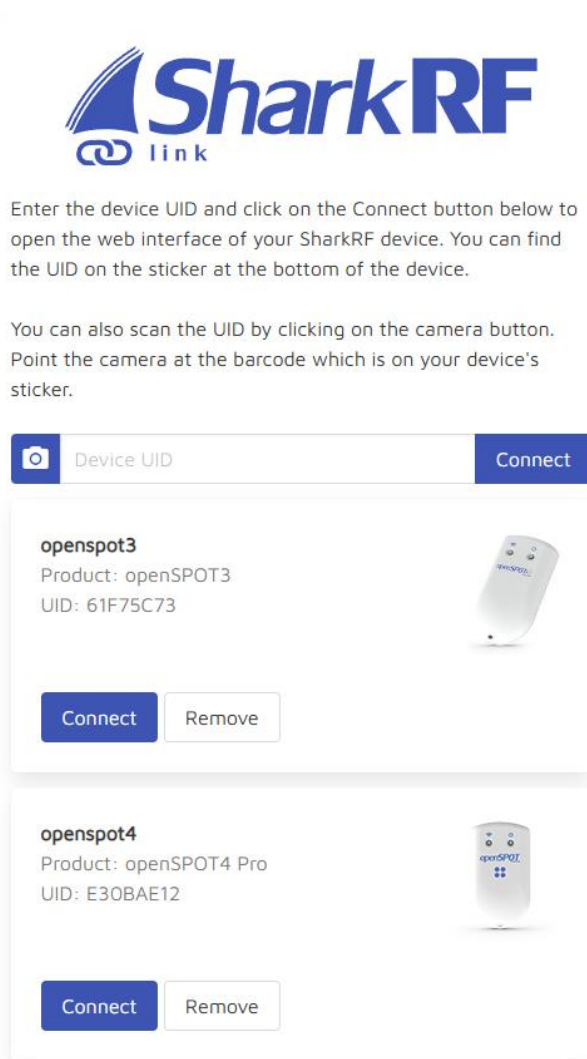 SharkRF
link
Enter the device UID and click on the Connect button below to
open the web interface of your SharkRF device. You can find
the UID on the sticker at the bottom of the device.
You can also scan the UID by clicking on the camera button.
Point the camera at the barcode which is on your device's
sticker.
Device UID
Connect
openspot3
Product: openSPOT3
UID: 61F75C73
openSPOT
Connect
Remove
openspot4
Product: openSPOT4 Pro
UID: E30BAE12
openSPOT
Connect
Remove